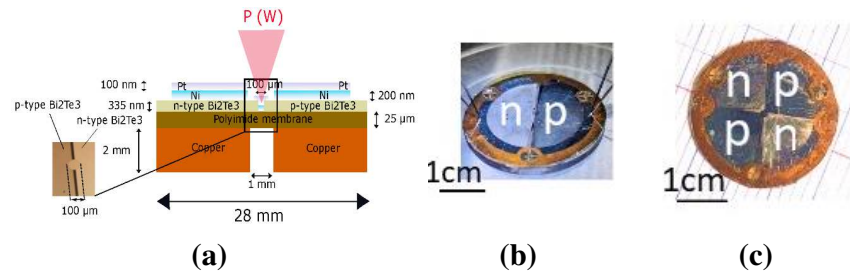 P (W)
100 nm
Pt
100 µm
Pt
Ni
Ni
200 nm
p-type Bi2Te3
335 nm
n-type Bi2Te3
p-type Bi2Te3
n-type Bi2Te3
Polyimide membrane
25 µm
2 mm
Copper
Copper
1 mm
100 µm
28 mm
n p
1cm
n p
p n
1cm
(a) (b) (c)